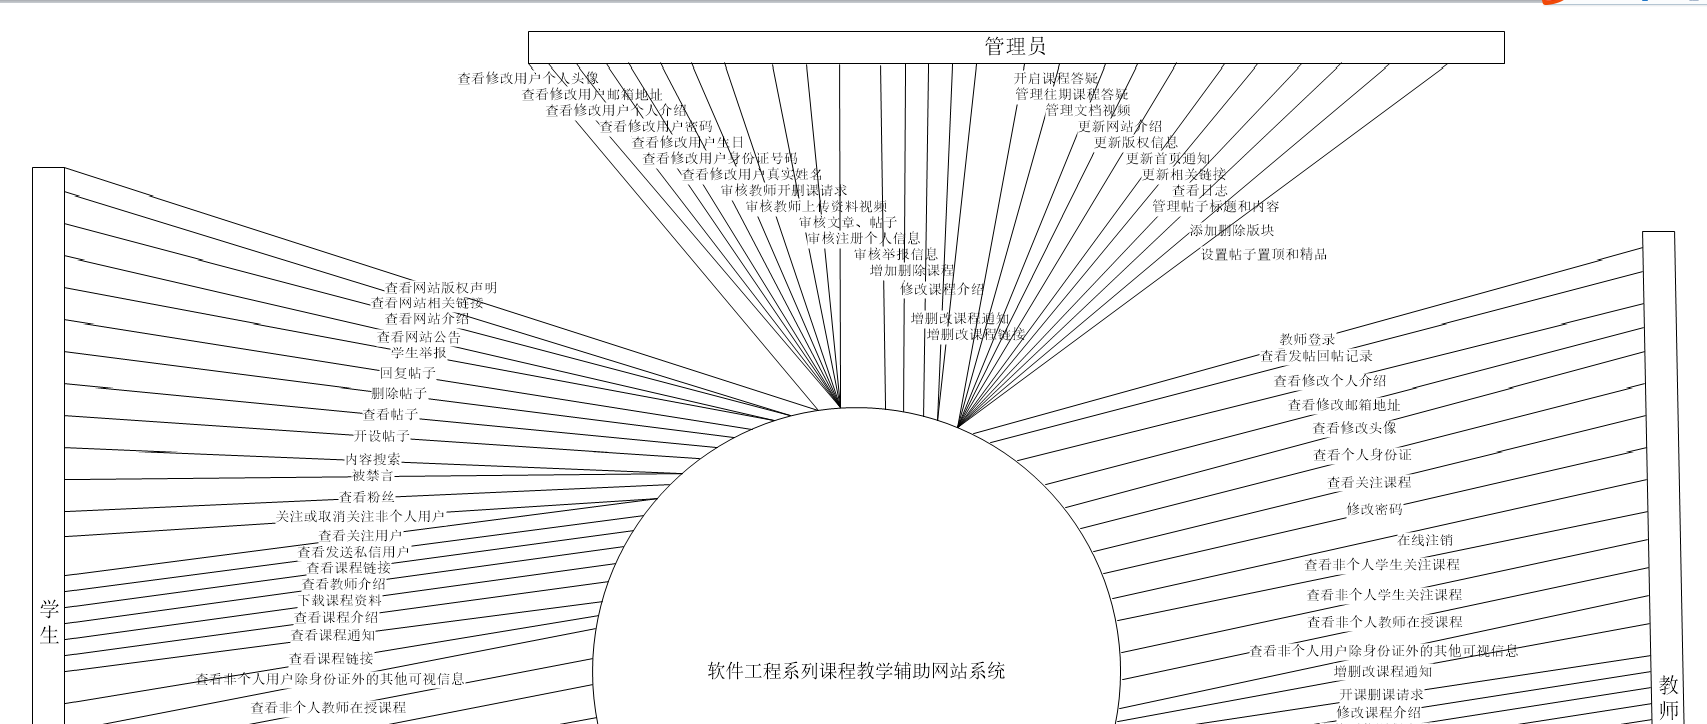 管理员
查看修改用户个人头像
查看修改用户邮箱地址
查看修改用户个人介绍
查看修改用户密码
查看修改用户生日
查看修改用户身份证号码
查看修改用户真实姓名
审核教师开删课请求
审核教师上传资料视频
审核文章、帖子
审核注册个人信息
审核举报信息
增加删除课程
修改课程介绍
增删改课程通知
增删改课程链接
开启课程答疑
管理往期课程答疑
管理文档视频
更新网站介绍
更新版权信息
更新首页通知
更新相关链接
查看日志
管理帖子标题和内容
添加删除版块
设置帖子置顶和精品
学生
查看网站版权声明
查看网站相关链接
查看网站介绍
查看网站公告
学生举报
回复帖子
删除帖子
查看帖子
开设帖子
内容搜索
被禁言
查看粉丝
关注或取消关注非个人用户
查看关注用户
查看发送私信用户
查看课程链接
查看教师介绍
下载课程资料
查看课程介绍
查看课程通知
查看课程链接
查看非个人用户除身份证外的其他可视信息
查看非个人教师在授课程
软件工程系列课程教学辅助网站系统
教师登录
查看发帖回帖记录
查看修改个人介绍
查看修改邮箱地址
查看修改头像
查看个人身份证
查看关注课程
修改密码
在线注销
查看非个人学生关注课程
查看非个人学生关注课程
查看非个人教师在授课程
查看非个人用户除身份证外的其他可视信息
增删改课程通知
开课删课请求
修改课程介绍
教师